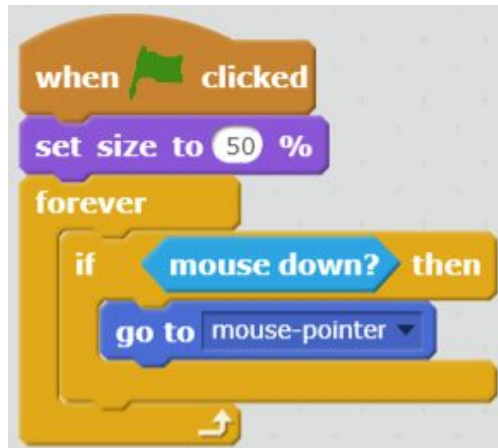 when clicked
set size to 50 %
forever
if mouse down? then
go to mouse-pointer